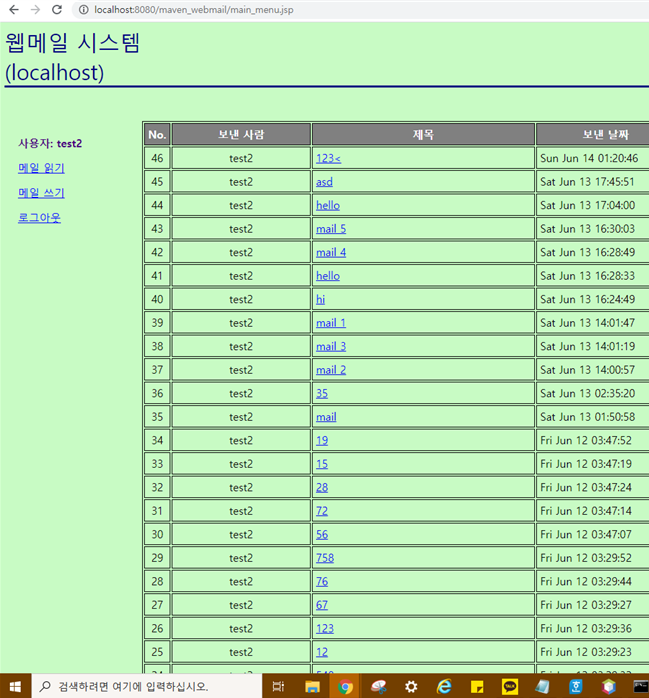 localhost:8080/maven_webmail/main_menu.jsp
웹메일 시스템
(localhost)
사용자: test2
메일 읽기
메일 쓰기
로그아웃
No. 보낸 사람 제목 보낸 날짜
46 test2 123< Sun Jun 14 01:20:46
45 test2 asd Sat Jun 13 17:45:51
44 test2 hello Sat Jun 13 17:04:00
43 test2 mail 5 Sat Jun 13 16:30:03
42 test2 mail 4 Sat Jun 13 16:28:49
41 test2 hello Sat Jun 13 16:28:33
40 test2 hi Sat Jun 13 16:24:49
39 test2 mail 1 Sat Jun 13 14:01:47
38 test2 mail 3 Sat Jun 13 14:01:19
37 test2 mail 2 Sat Jun 13 14:00:57
36 test2 35 Sat Jun 13 02:35:20
35 test2 mail Sat Jun 13 01:50:58
34 test2 19 Fri Jun 12 03:47:52
33 test2 15 Fri Jun 12 03:47:19
32 test2 28 Fri Jun 12 03:47:24
31 test2 72 Fri Jun 12 03:47:14
30 test2 56 Fri Jun 12 03:47:07
29 test2 758 Fri Jun 12 03:29:52
28 test2 76 Fri Jun 12 03:29:44
27 test2 67 Fri Jun 12 03:29:27
26 test2 123 Fri Jun 12 03:29:36
25 test2 12 Fri Jun 12 03:29:23
검색하려면 여기에 입력하십시오.
TALK